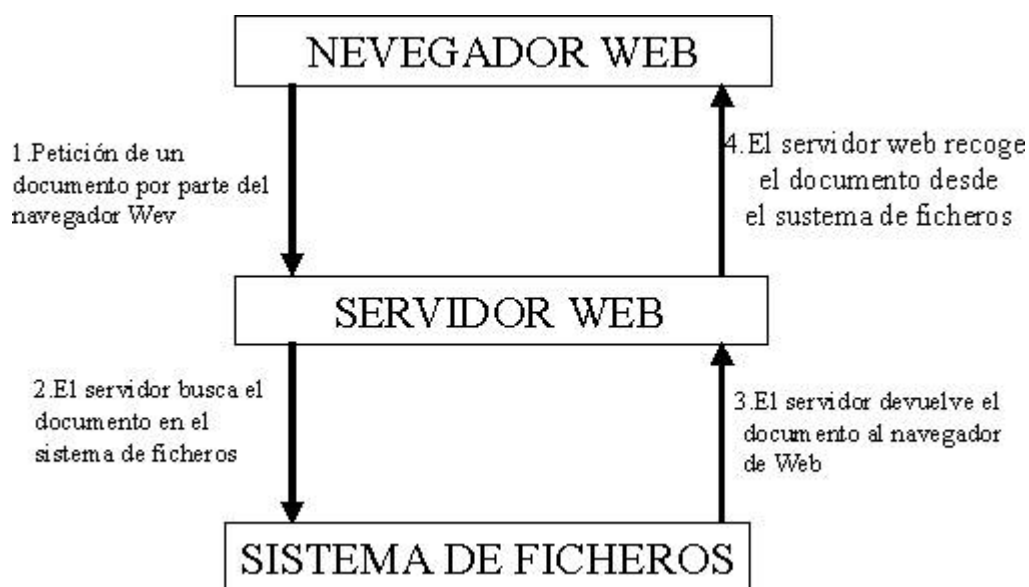 NEVEGADOR WEB
1.Petición de un
documento por parte del
navegador Wev
4.El servidor web recoge
el documento desde
el sustema de ficheros
SERVIDOR WEB
2.El servidor busca el
documento en el
sistema de ficheros
3.El servidor devuelve el
documento al navegador
de Web
SISTEMA DE FICHEROS